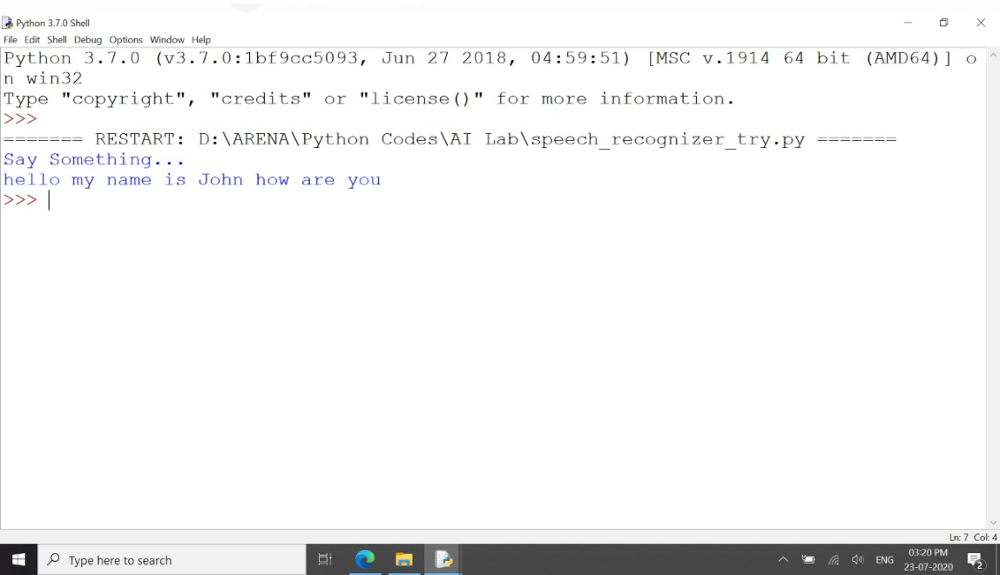 Python 3.7.0 Shell
File Edit Shell Debug Options Window Help
Python 3.7.0 (v3.7.0:1bf9cc5093, Jun 27 2018, 04:59:51) [MSC v.1914 64 bit (AMD64)] o
n win32
Type "copyright", "credits" or "license()" for more information.
>>>
======= RESTART: D:\ARENA\Python Codes\AI Lab\speech_recognizer_try.py =======
Say Something...
hello my name is John how are you
>>>
Ln: 7 Col: 4
Type here to search
ENG
03:20 PM
23-07-2020
2